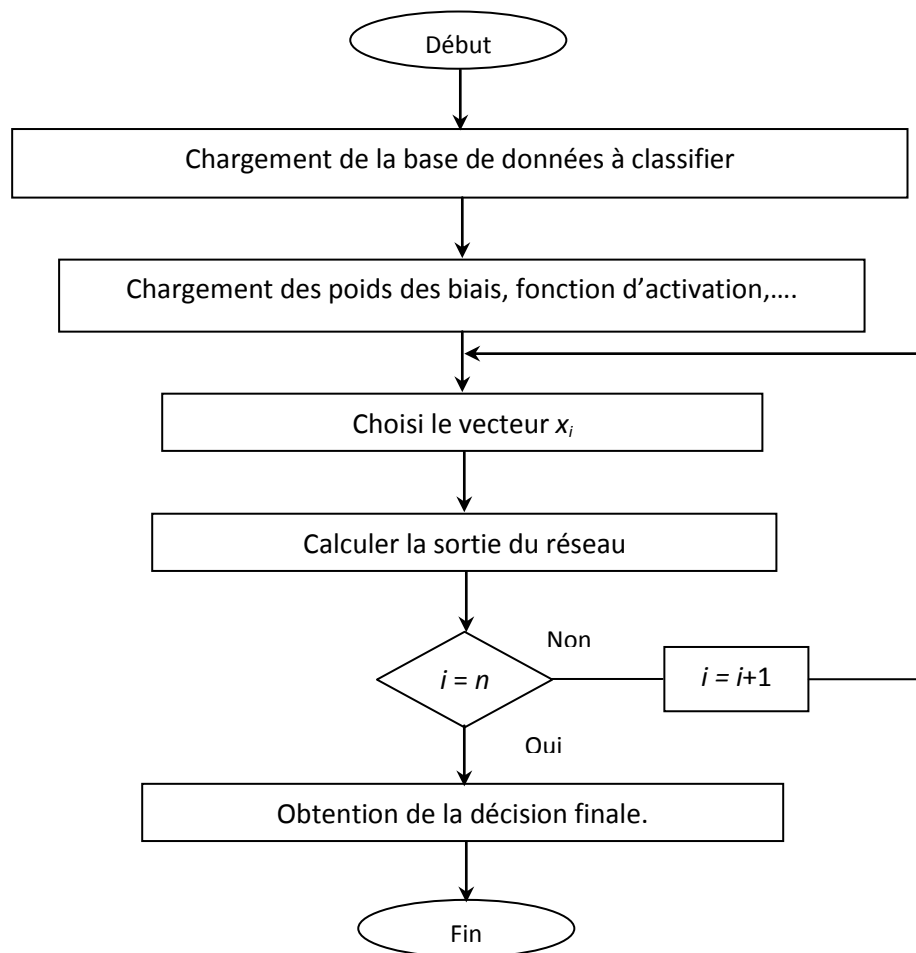 Début
Chargement de la base de données à classifier
Chargement des poids des biais, fonction d’activation,….
Choisi le vecteur xi
Calculer la sortie du réseau
Non
i = n
i = i+1
Oui
Obtention de la décision finale.
Fin